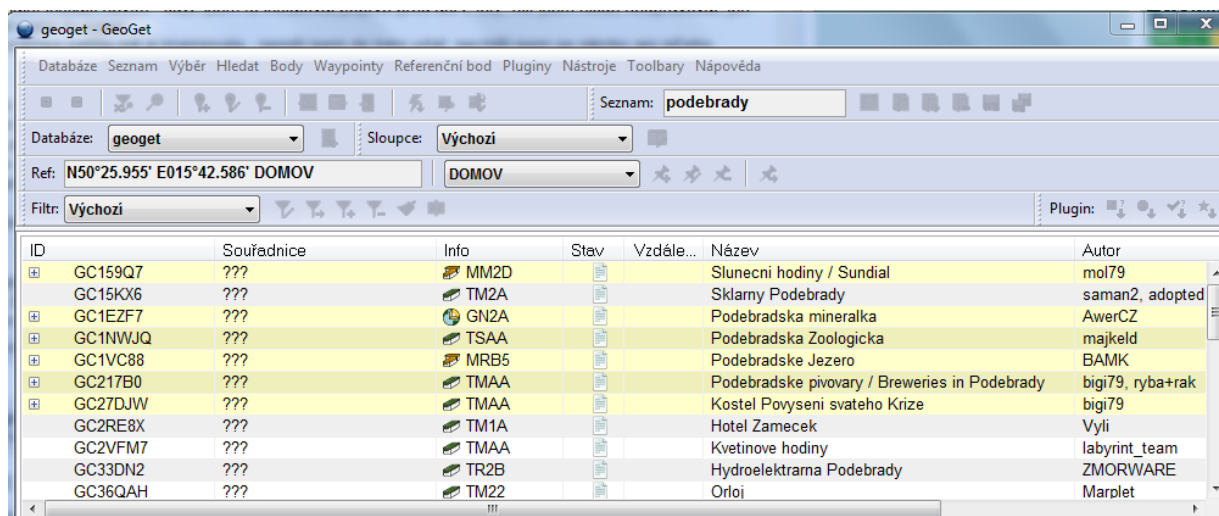 geoget - GeoGet
Databáze Seznam Výběr Hledat Body Waypointy Referenční bod Pluginy Nástroje Toolbary Nápověda
Seznam: podebrady
Databáze: geoget Sloupce: Výchozí
Ref: N50°25.955' E015°42.586' DOMOV DOMOV
Filtr: Výchozí Plugin:
ID Souřadnice Info Stav Vzdále... Název Autor
GC159Q7 ??? MM2D Slunecni hodiny / Sundial mol79
GC15KX6 ??? TM2A Sklarny Podebrady saman2, adopted
GC1EZF7 ??? GN2A Podebradska mineralka AwerCZ
GC1NWJQ ??? TSAA Podebradska Zoologicka majkeld
GC1VC88 ??? MRB5 Podebradske Jezero BAMK
GC217B0 ??? TMAA Podebradske pivovary / Breweries in Podebrady bigi79, ryba+rak
GC27DJW ??? TMAA Kostel Povyseni svateho Krize bigi79
GC2RE8X ??? TM1A Hotel Zamecek Vyli
GC2VFM7 ??? TMAA Kvetinove hodiny labyrint_team
GC33DN2 ??? TR2B Hydroelektrarna Podebrady ZMORWARE
GC36QAH ??? TM22 Orloj Marplet